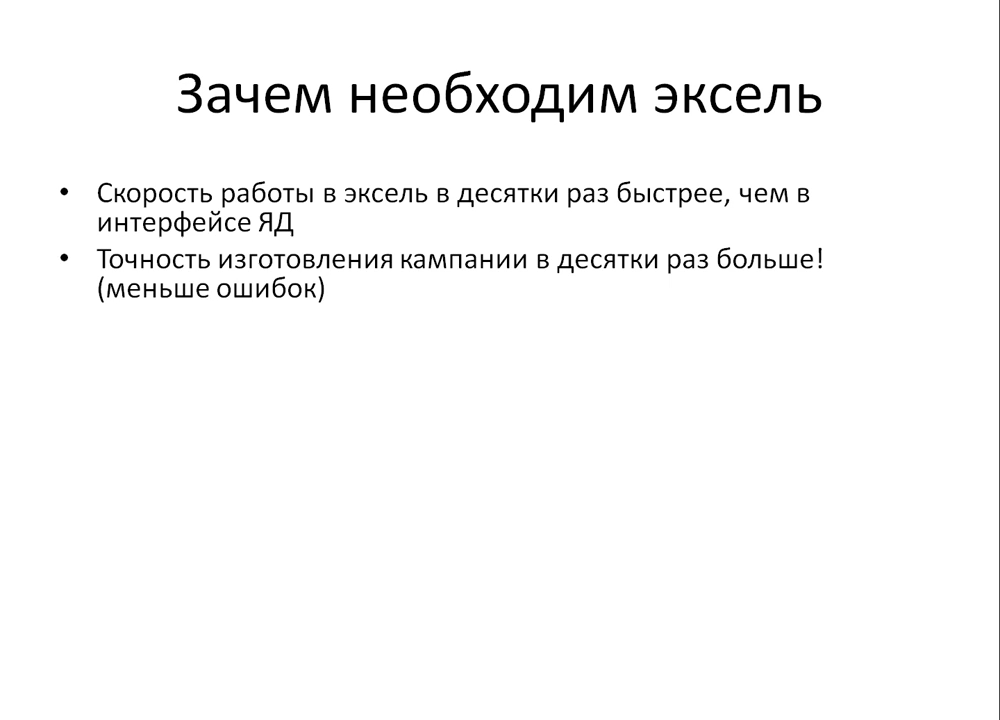 Зачем необходим эксель
• Скорость работы в эксель в десятки раз быстрее, чем в
интерфейсе ЯД
• Точность изготовления кампании в десятки раз больше!
(меньше ошибок)